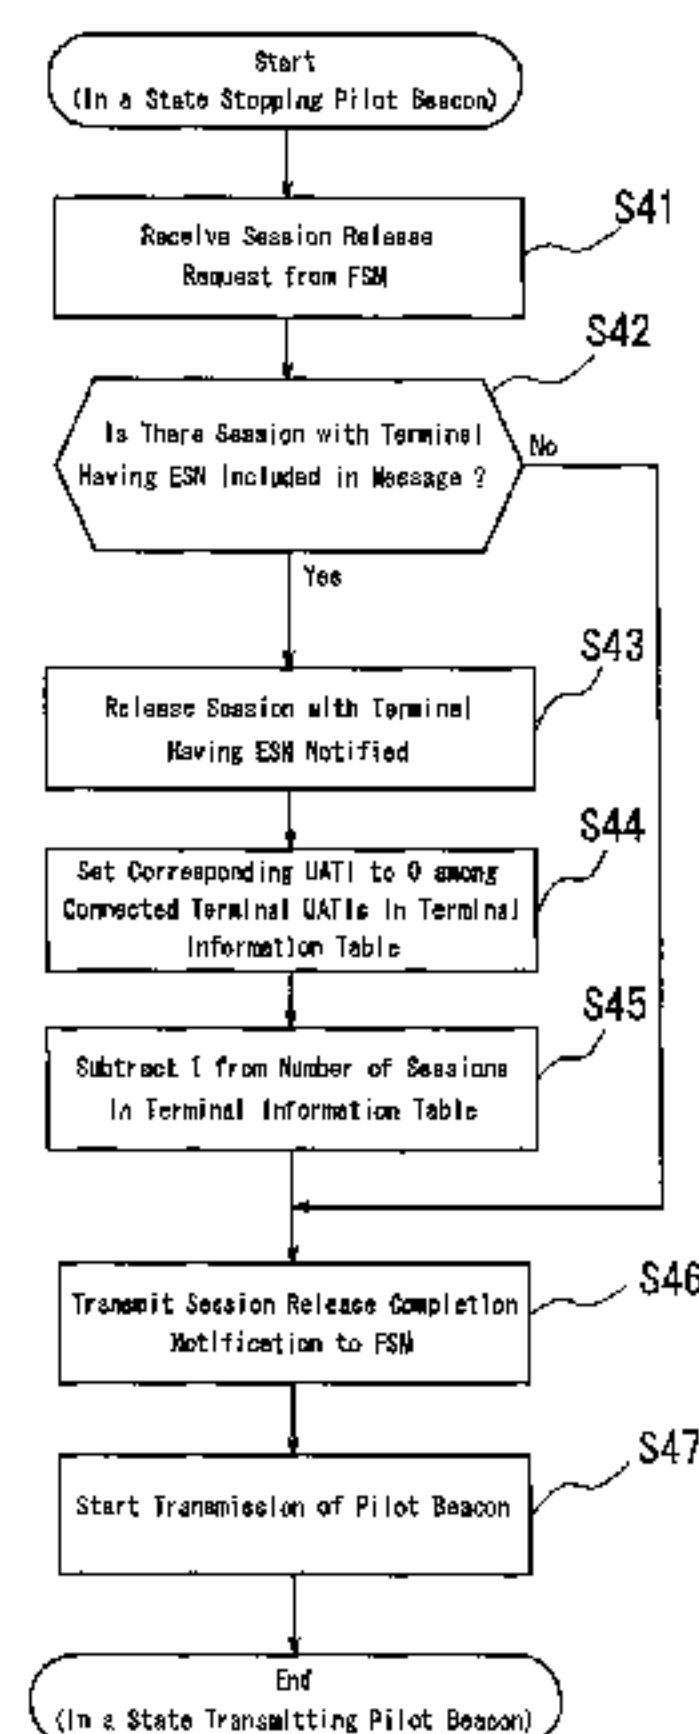 Start
(In a State Stopping Pilot Beacon)
S41
Receive Session Release
Request from FSM
S42
Is There Session with Terminal
Having ESN Included in Message ?
No
Yes
S43
Release Session with Terminal
Having ESN Notified
S44
Set Corresponding UATI to 0 among
Connected Terminal UATIs in Terminal
Information Table
S45
Subtract 1 from Number of Sessions
in Terminal Information Table
S46
Transmit Session Release Completion
Notification to FSM
S47
Start Transmission of Pilot Beacon
End
(In a State Transmitting Pilot Beacon)